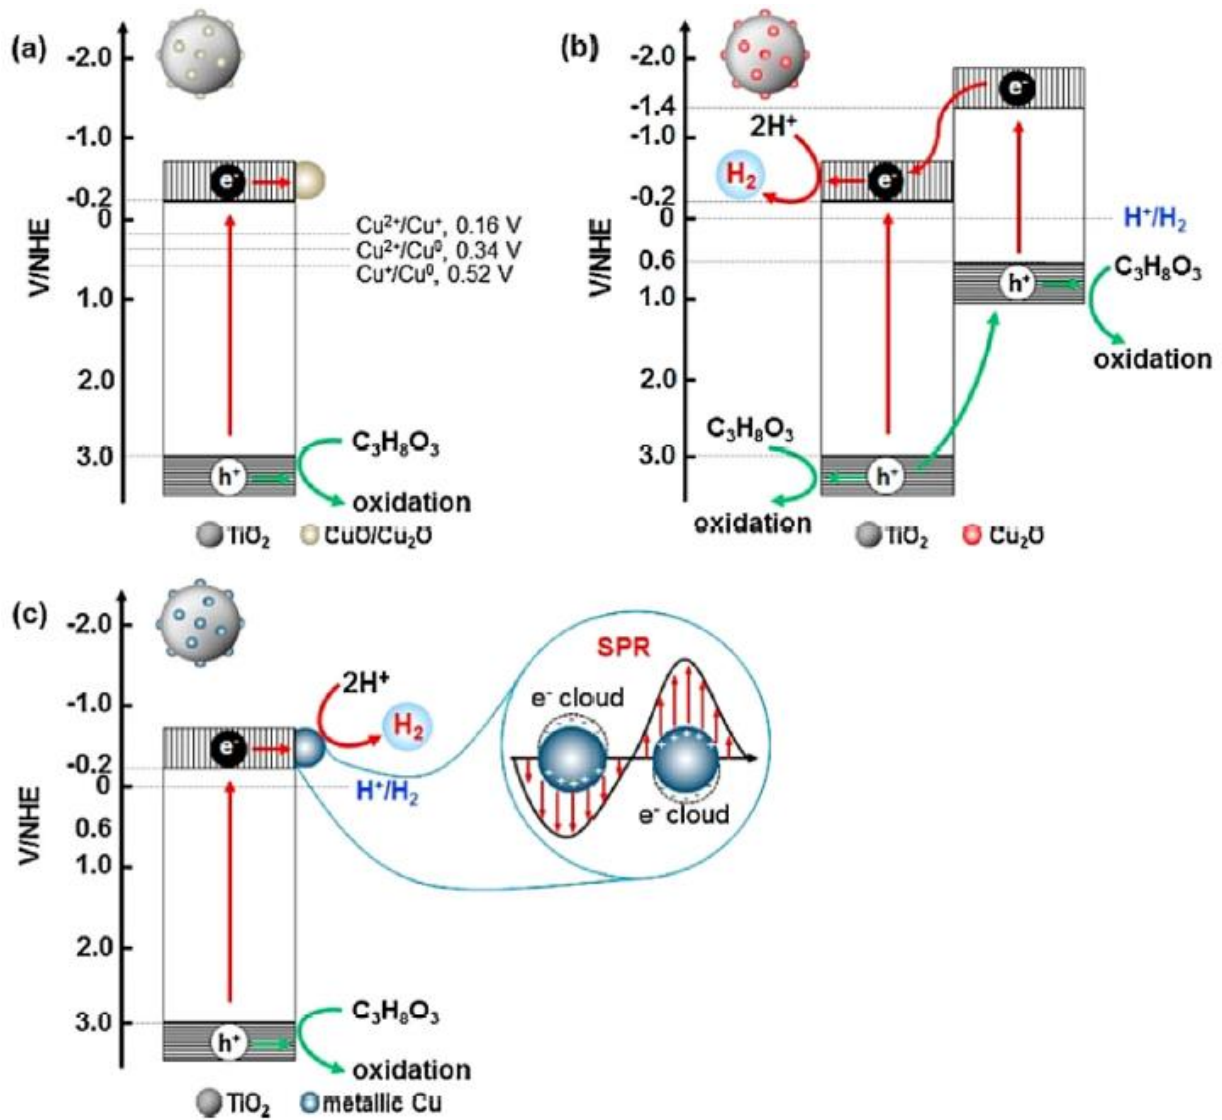 (a)
-2.0
-1.0
e-
-0.2
0
Cu²⁺/Cu⁺, 0.16 V
Cu²⁺/Cu⁰, 0.34 V
Cu⁺/Cu⁰, 0.52 V
V/NHE
1.0
2.0
3.0
h⁺
C₃H₈O₃
oxidation
TiO₂
CuO/Cu₂O
(b)
-2.0
e-
-1.4
-1.0
2H⁺
H₂
e-
-0.2
0
H⁺/H₂
V/NHE
0.6
h⁺
C₃H₈O₃
1.0
oxidation
2.0
C₃H₈O₃
3.0
h⁺
oxidation
TiO₂
Cu₂O
(c)
-2.0
-1.0
2H⁺
H₂
e-
-0.2
0
H⁺/H₂
SPR
e⁻ cloud
e⁻ cloud
V/NHE
0.6
1.0
2.0
3.0
h⁺
C₃H₈O₃
oxidation
TiO₂
metallic Cu